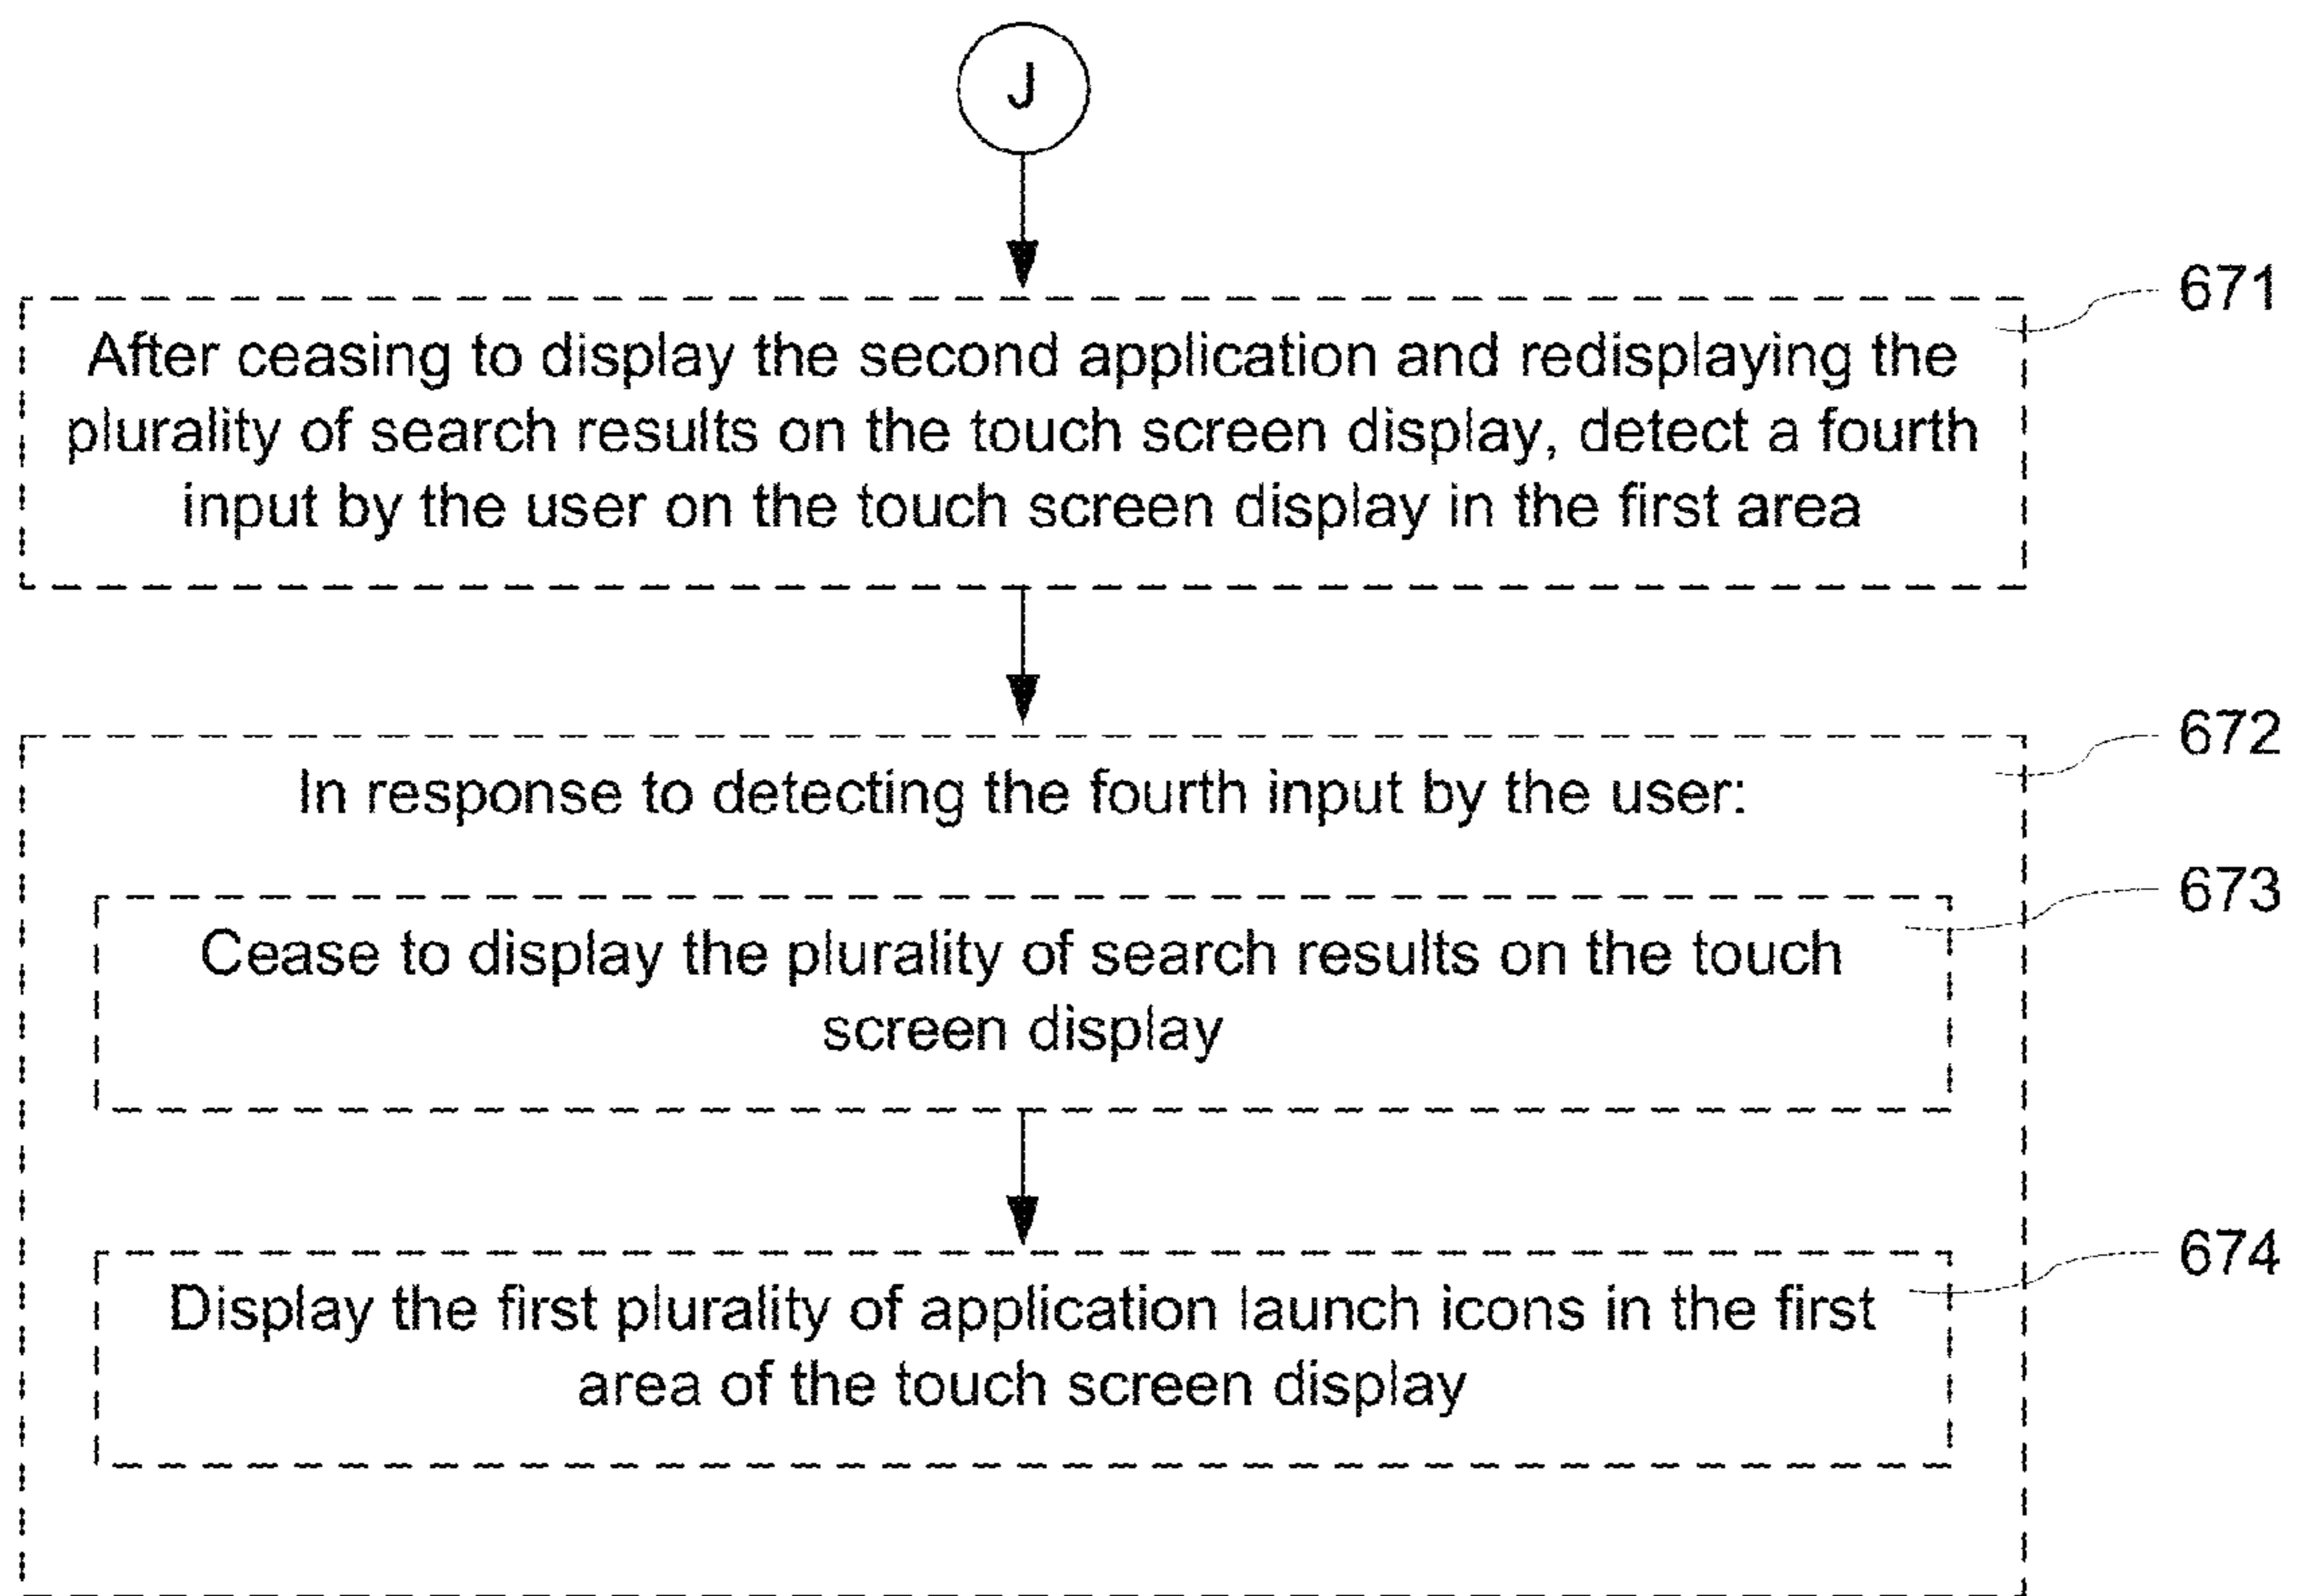 J
671
After ceasing to display the second application and redisplaying the
plurality of search results on the touch screen display, detect a fourth
input by the user on the touch screen display in the first area
672
In response to detecting the fourth input by the user:
673
Cease to display the plurality of search results on the touch
screen display
674
Display the first plurality of application launch icons in the first
area of the touch screen display